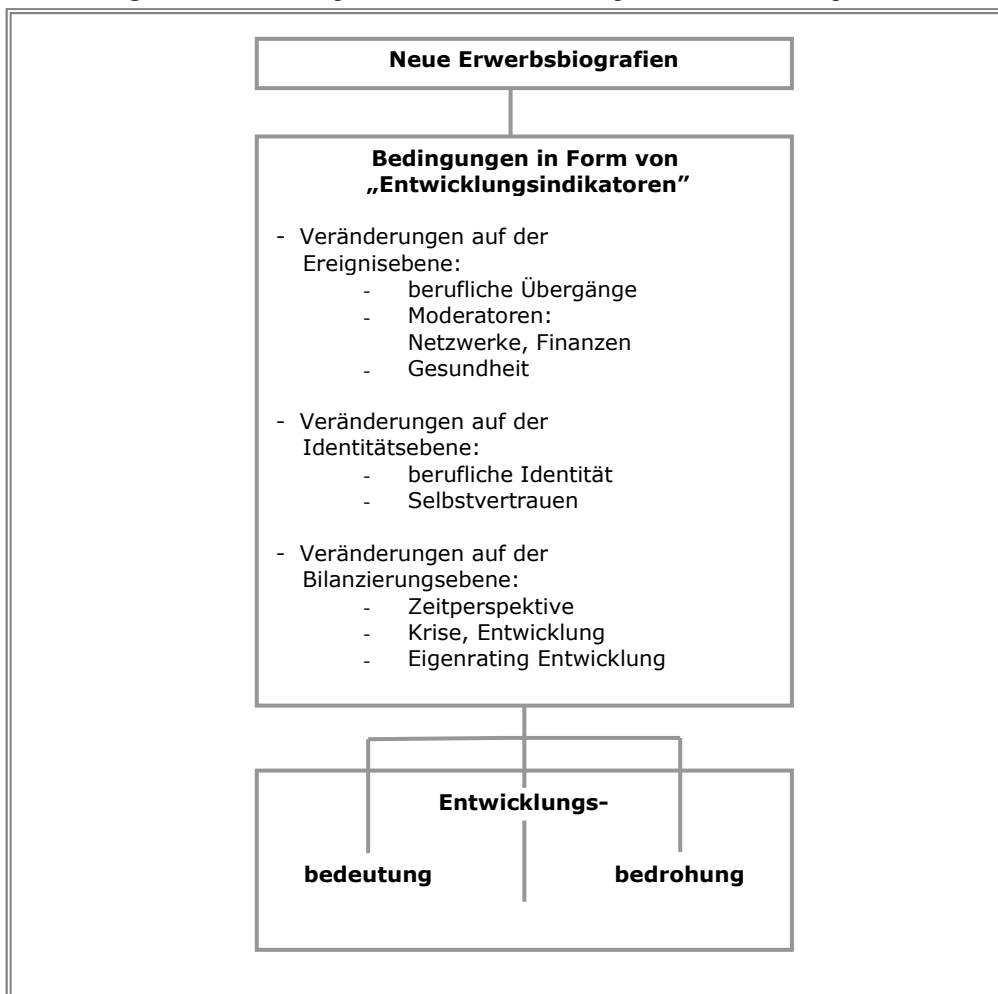 Neue Erwerbsbiografien
Bedingungen in Form von
„Entwicklungsindikatoren”
- Veränderungen auf der
Ereignisebene:
- berufliche Übergänge
- Moderatoren:
Netzwerke, Finanzen
- Gesundheit
- Veränderungen auf der
Identitätsebene:
- berufliche Identität
- Selbstvertrauen
- Veränderungen auf der
Bilanzierungsebene:
- Zeitperspektive
- Krise, Entwicklung
- Eigenrating Entwicklung
Entwicklungs-
bedeutung bedrohung